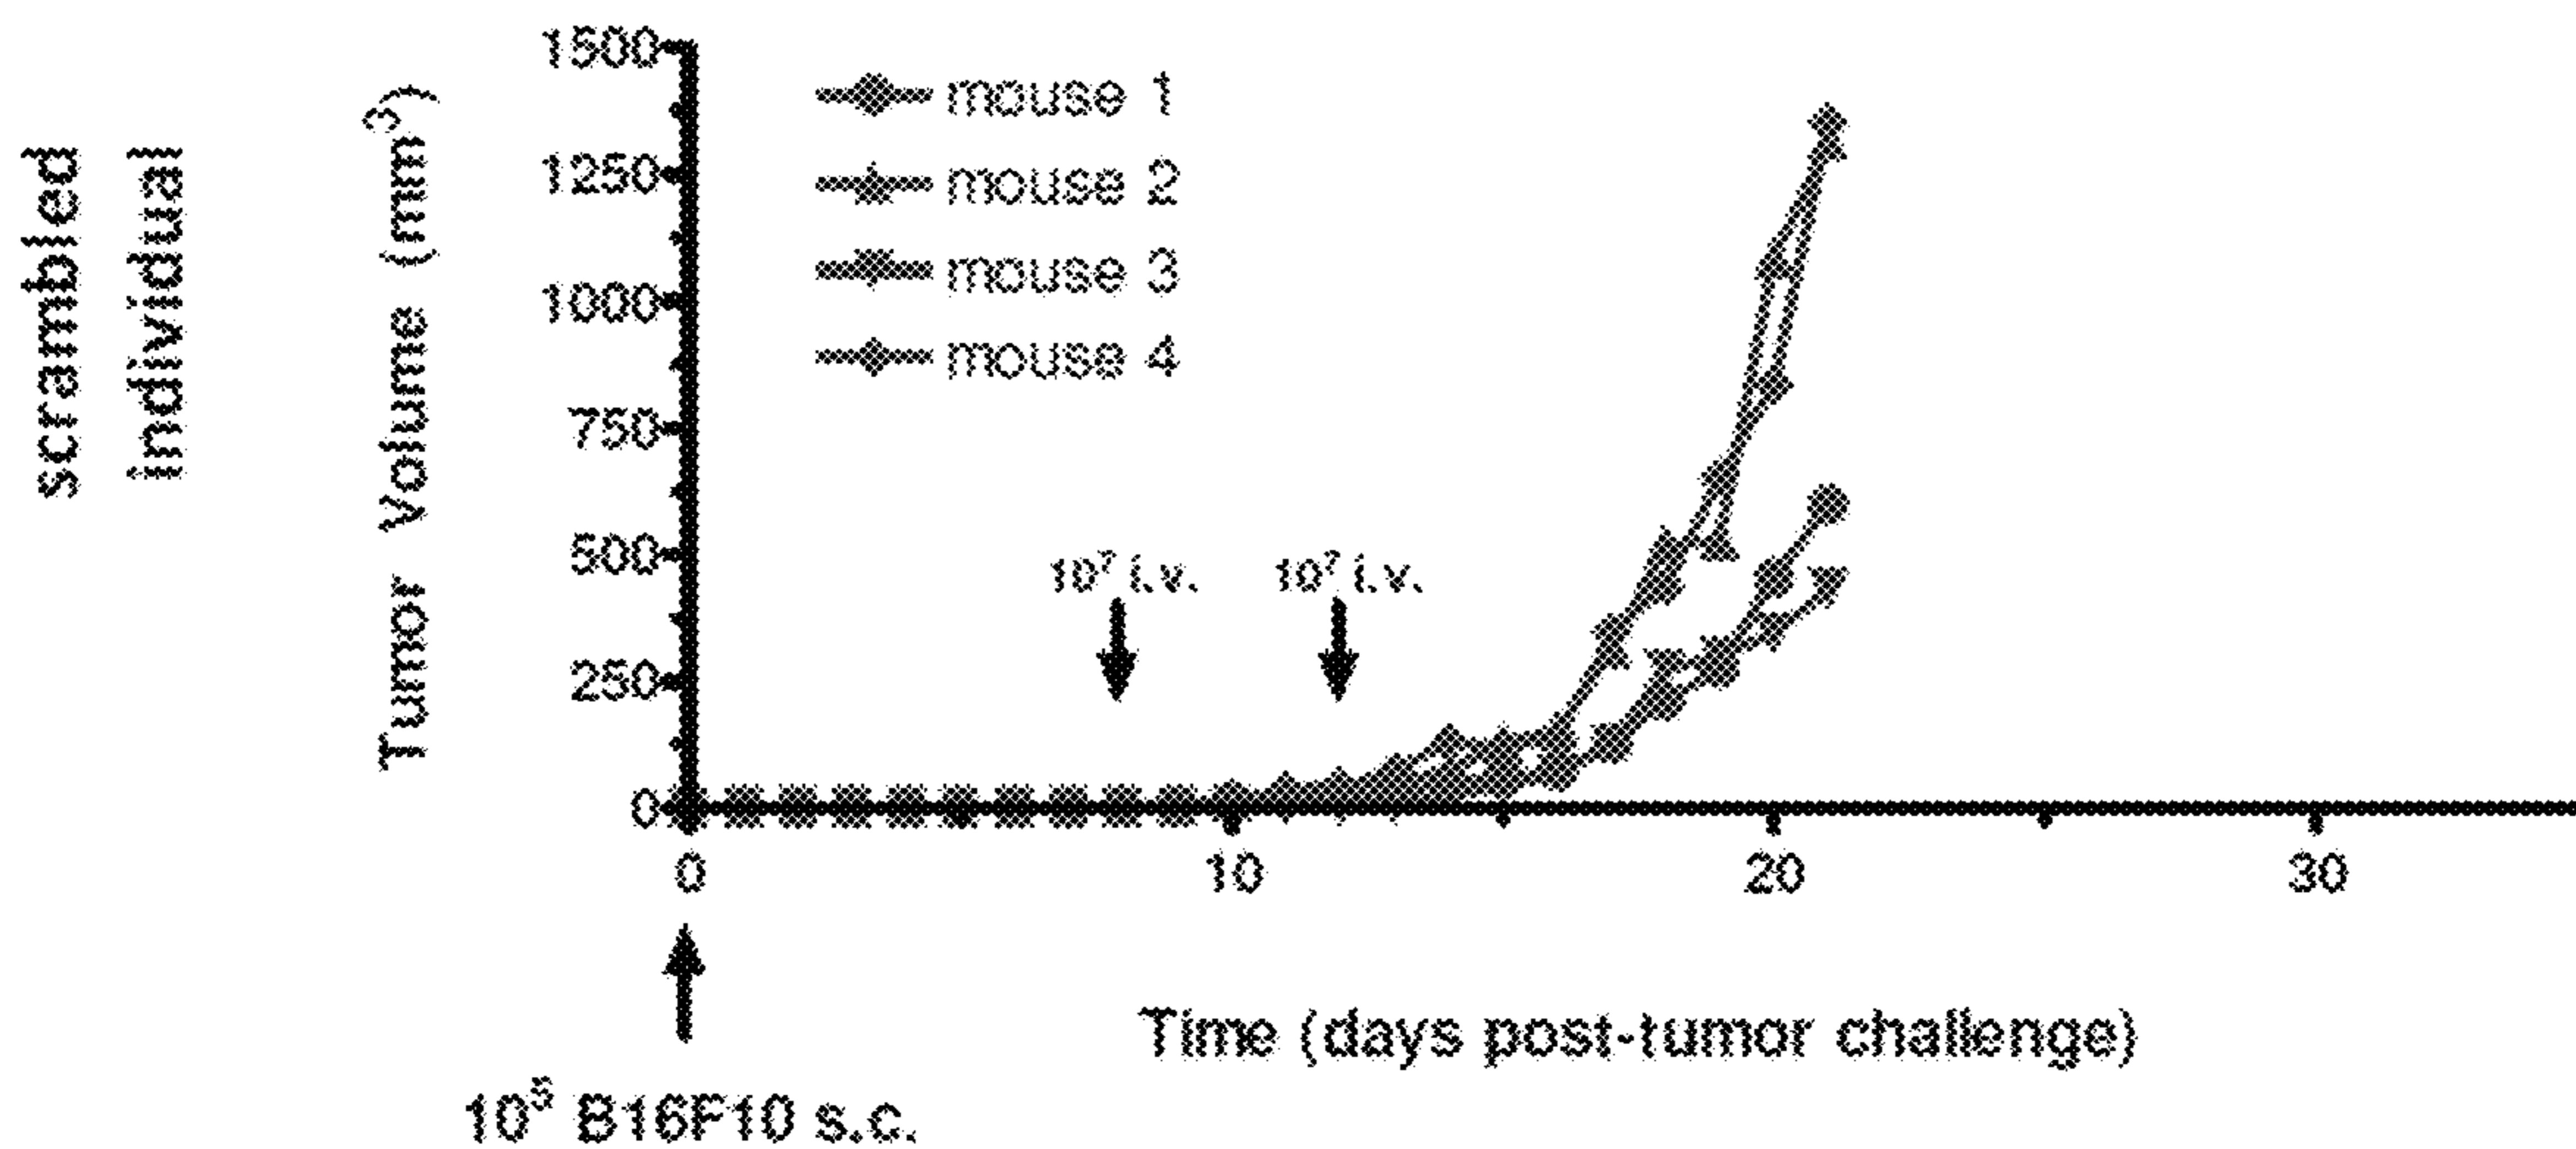 scrambled
individual
Tumor Volume (mm³)
1500
1250
1000
750
500
250
0
mouse 1
mouse 2
mouse 3
mouse 4
10⁷ i.v.
10⁷ i.v.
0
10
20
30
Time (days post-tumor challenge)
10⁵ B16F10 s.c.